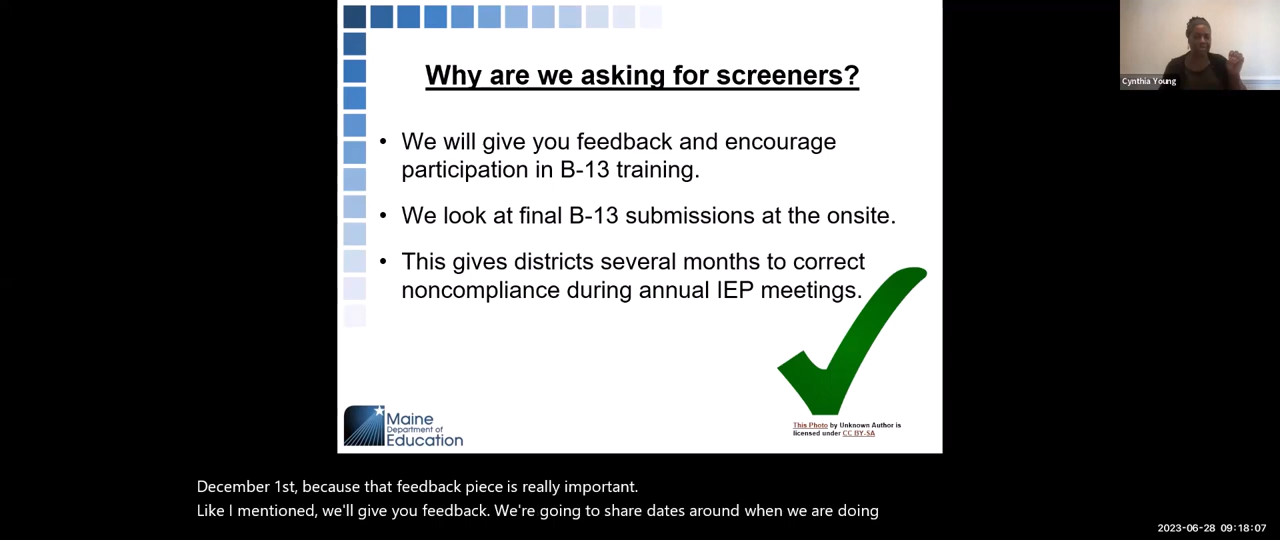 Why are we asking for screeners?
Cynthia Young
• We will give you feedback and encourage
participation in B-13 training.
• We look at final B-13 submissions at the onsite.
• This gives districts several months to correct
noncompliance during annual IEP meetings.
Maine
Department of
Education
This Photo by Unknown Author is
licensed under CC BY-SA
December 1st, because that feedback piece is really important.
Like I mentioned, we'll give you feedback. We're going to share dates around when we are doing
2023-06-28 09:18:07